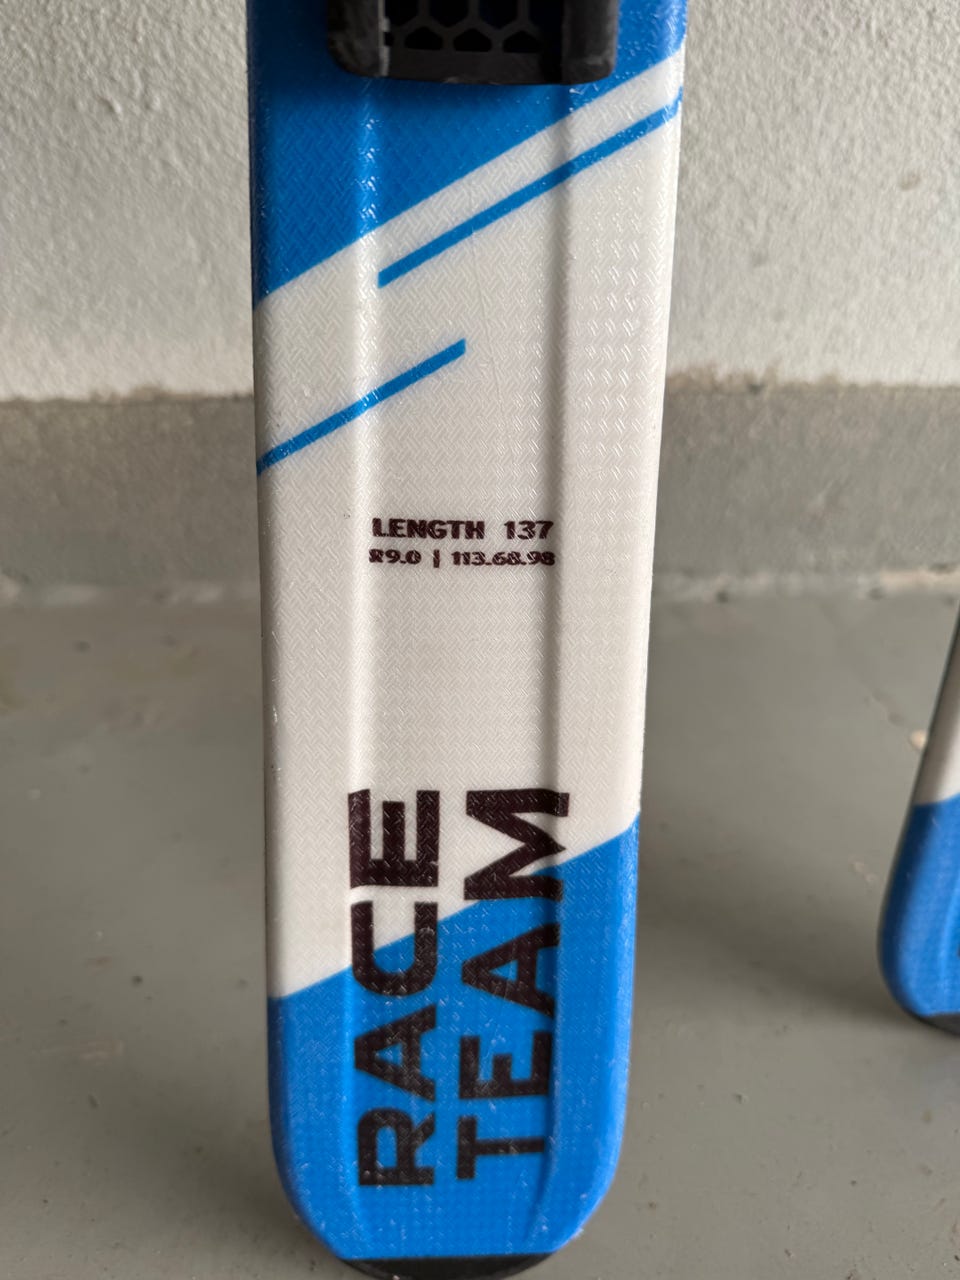 LENGTH 137
R9.0 | 113.68.98
RACE
TEAM